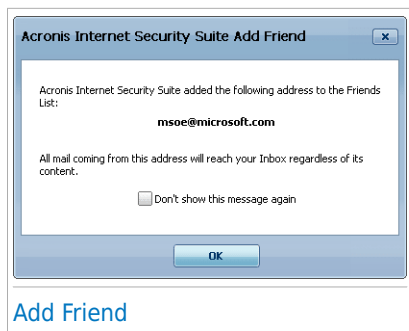 Acronis Internet Security Suite Add Friend
Acronis Internet Security Suite added the following address to the Friends
List:
msoe@microsoft.com
All mail coming from this address will reach your Inbox regardless of its
content.
Don't show this message again
OK
Add Friend